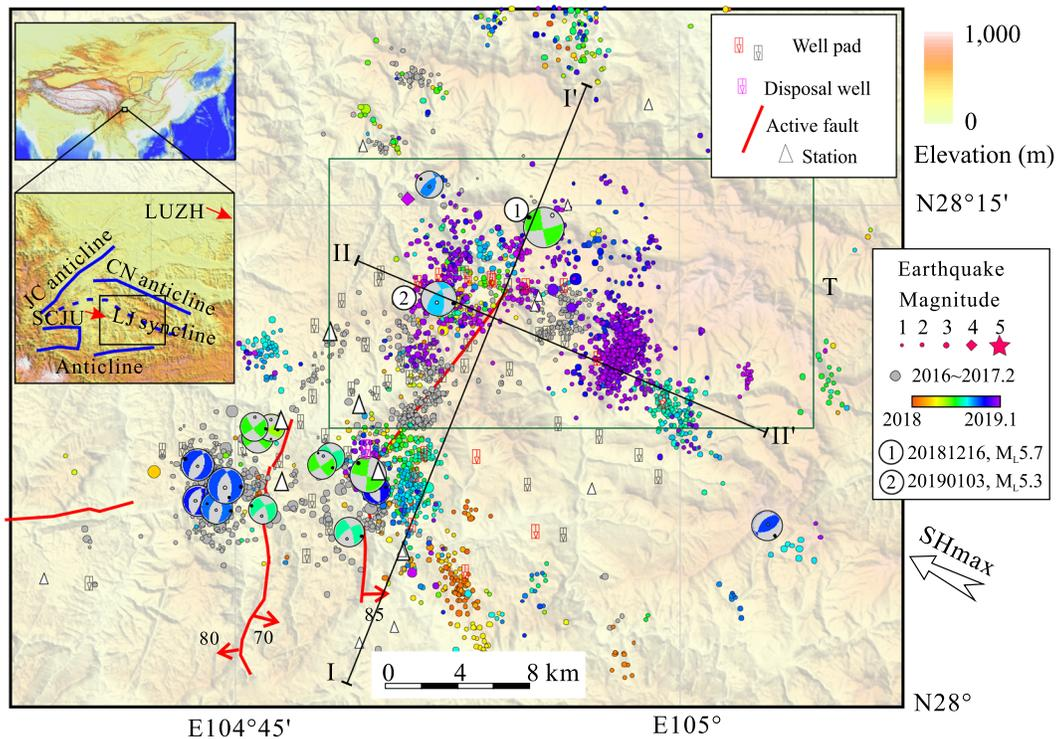 Well pad
Disposal well
Active fault
Station
1,000
0
Elevation (m)
N28°15'
LUZH
JC anticline
CN anticline
SCJU
LJ syncline
Anticline
I'
1
II
2
T
II'
Earthquake
Magnitude
1 2 3 4 5
2016~2017.2
2018 2019.1
1 20181216, ML5.7
2 20190103, ML5.3
SHmax
80
70
85
I
0 4 8 km
N28°
E104°45'
E105°